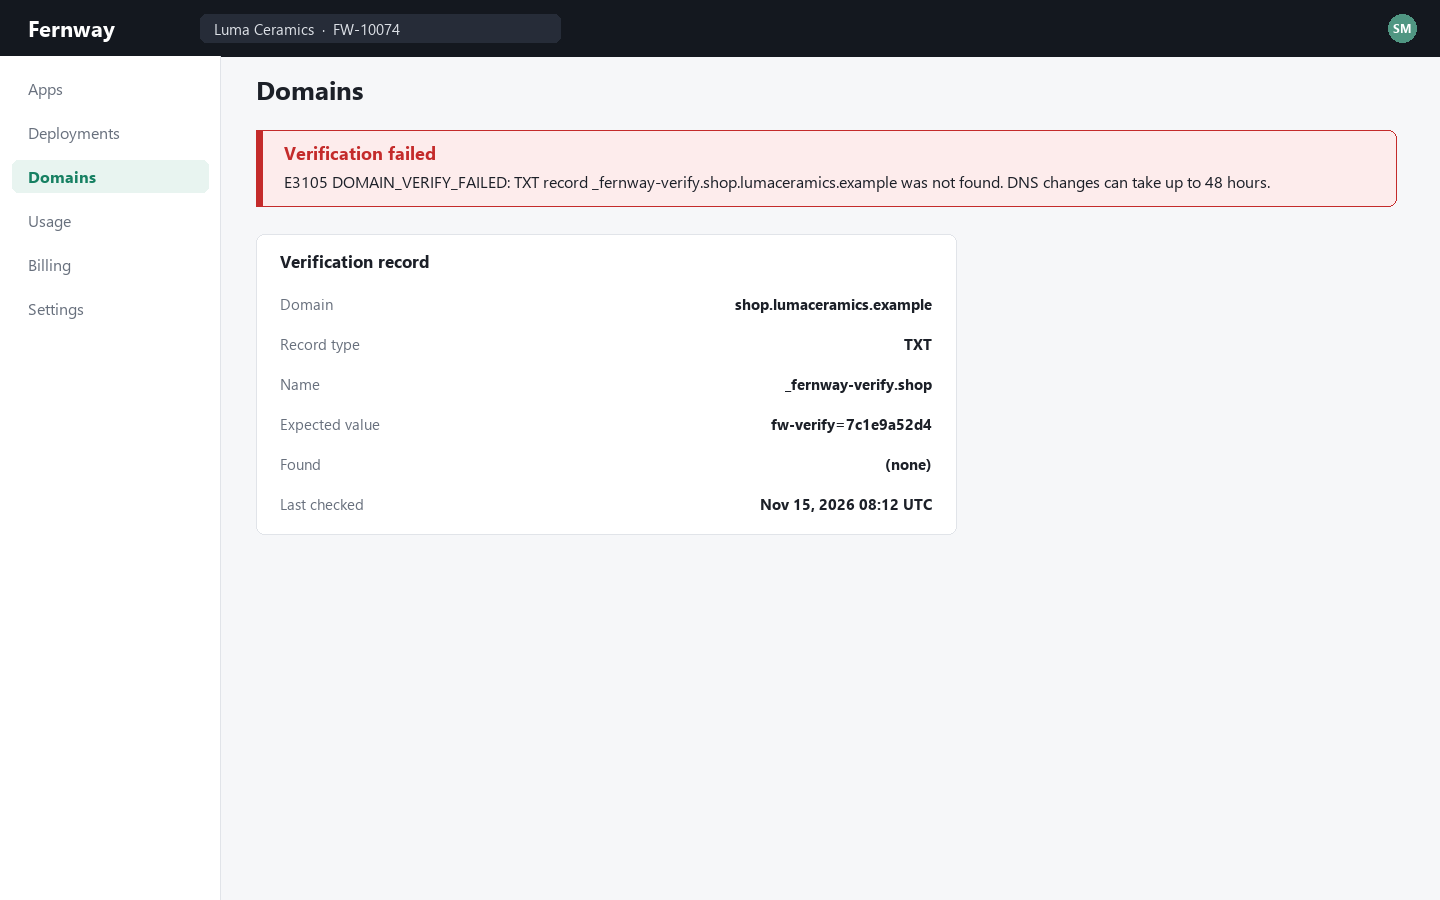 Fernway
Luma Ceramics · FW-10074
SM
Apps
Deployments
Domains
Usage
Billing
Settings
Domains
Verification failed
E3105 DOMAIN_VERIFY_FAILED: TXT record _fernway-verify.shop.lumaceramics.example was not found. DNS changes can take up to 48 hours.
Verification record
Domain shop.lumaceramics.example
Record type TXT
Name _fernway-verify.shop
Expected value fw-verify=7c1e9a52d4
Found (none)
Last checked Nov 15, 2026 08:12 UTC